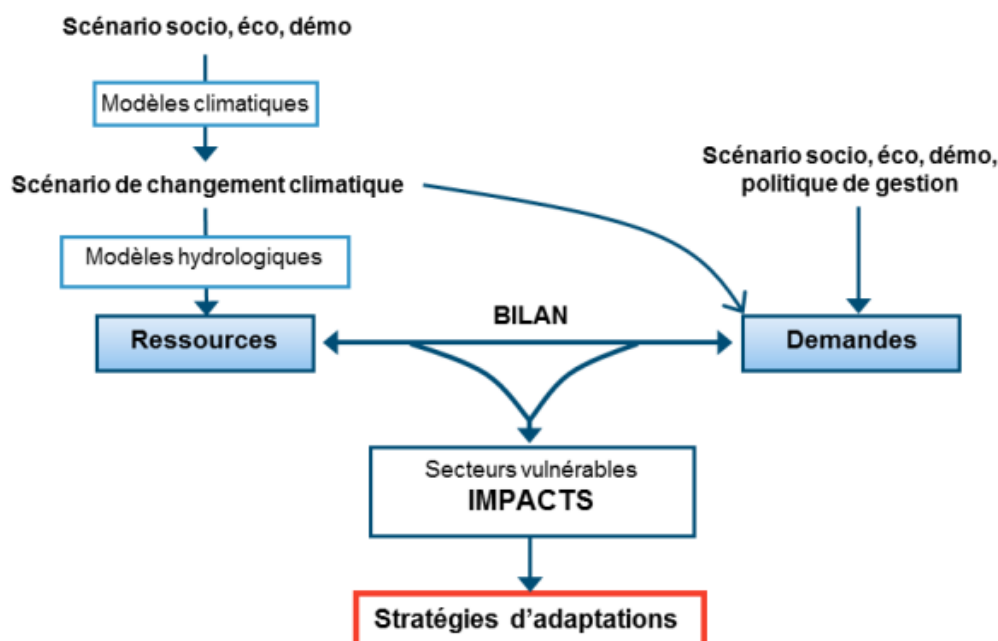 Scénario socio, éco, démo
Modèles climatiques
Scénario de changement climatique
Scénario socio, éco, démo,
politique de gestion
Modèles hydrologiques
Ressources
BILAN
Demandes
Secteurs vulnérables
IMPACTS
Stratégies d'adaptations